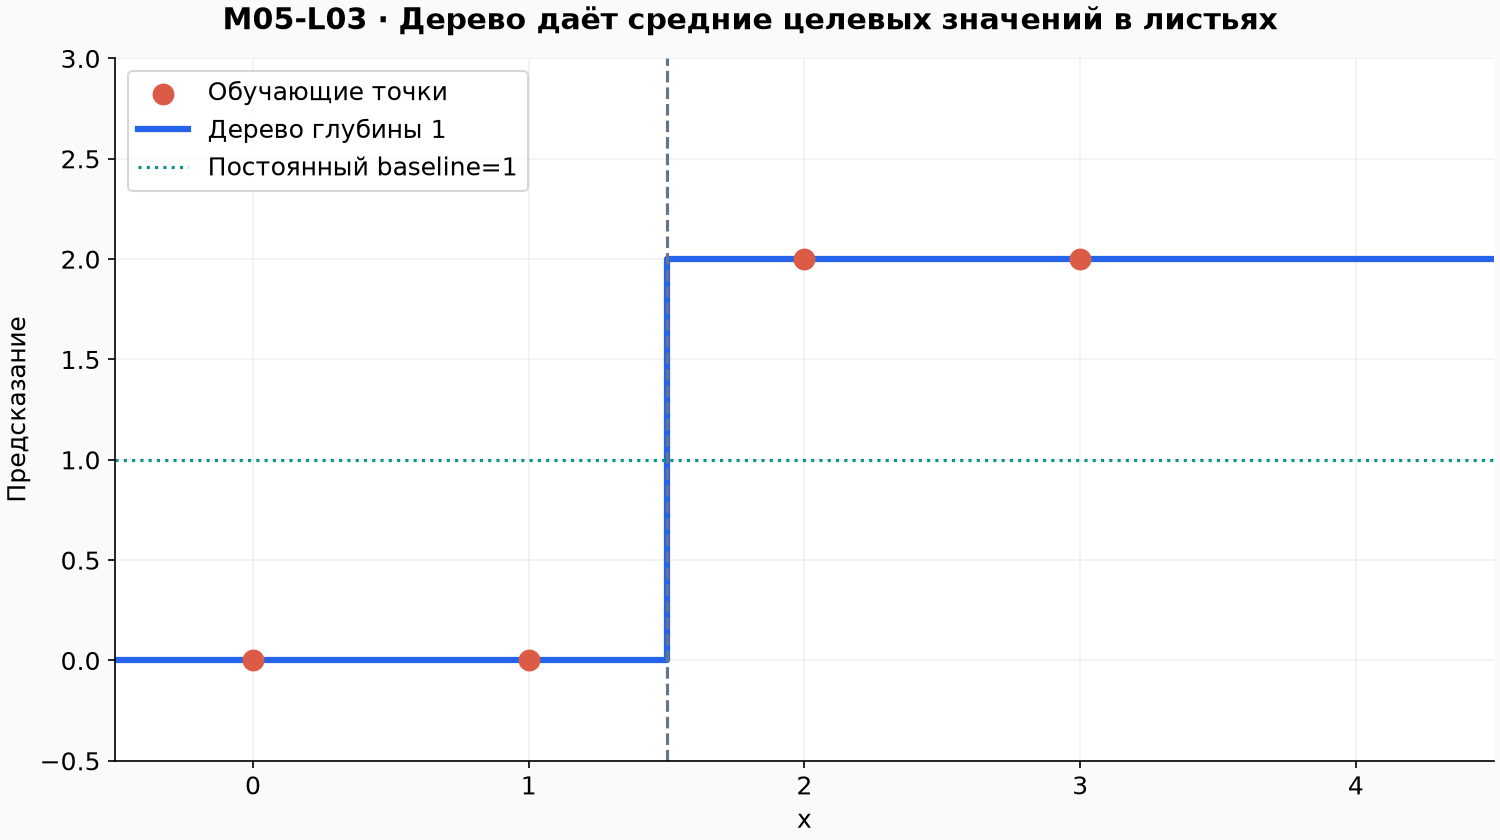 M05-L03 · Дерево даёт средние целевых значений в листьях
Обучающие точки
Дерево глубины 1
Постоянный baseline=1
Предсказание
3.0
2.5
2.0
1.5
1.0
0.5
0.0
−0.5
0 1 2 3 4
x